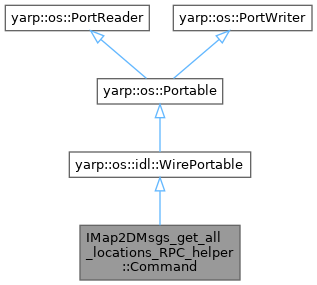 yarp::os::PortReader
yarp::os::PortWriter
yarp::os::Portable
yarp::os::idl::WirePortable
IMap2DMsgs_get_all
_locations_RPC_helper
::Command